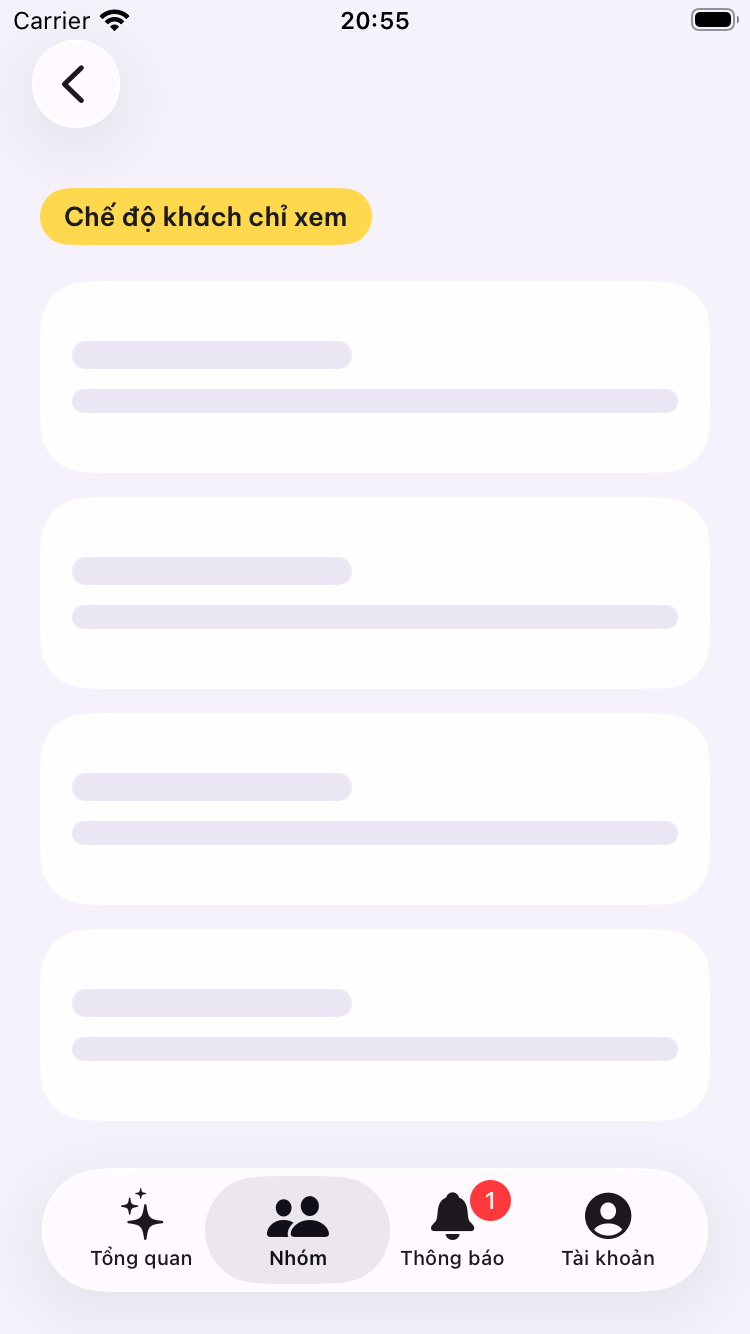 Carrier 20:55
Chế độ khách chỉ xem
1
Tổng quan Nhóm Thông báo Tài khoản